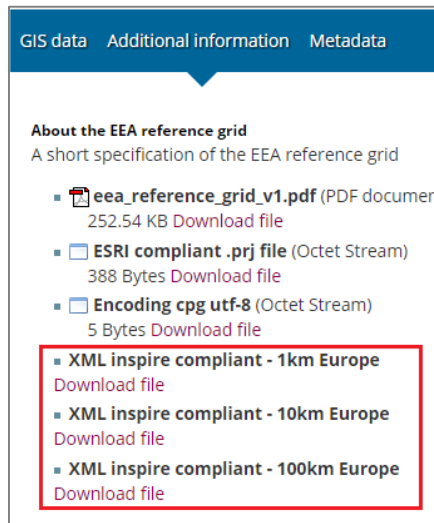 GIS data Additional information Metadata
About the EEA reference grid
A short specification of the EEA reference grid
eea_reference_grid_v1.pdf (PDF documen
252.54 KB Download file
ESRI compliant .prj file (Octet Stream)
388 Bytes Download file
Encoding cpg utf-8 (Octet Stream)
5 Bytes Download file
XML inspire compliant - 1km Europe
Download file
XML inspire compliant - 10km Europe
Download file
XML inspire compliant - 100km Europe
Download file